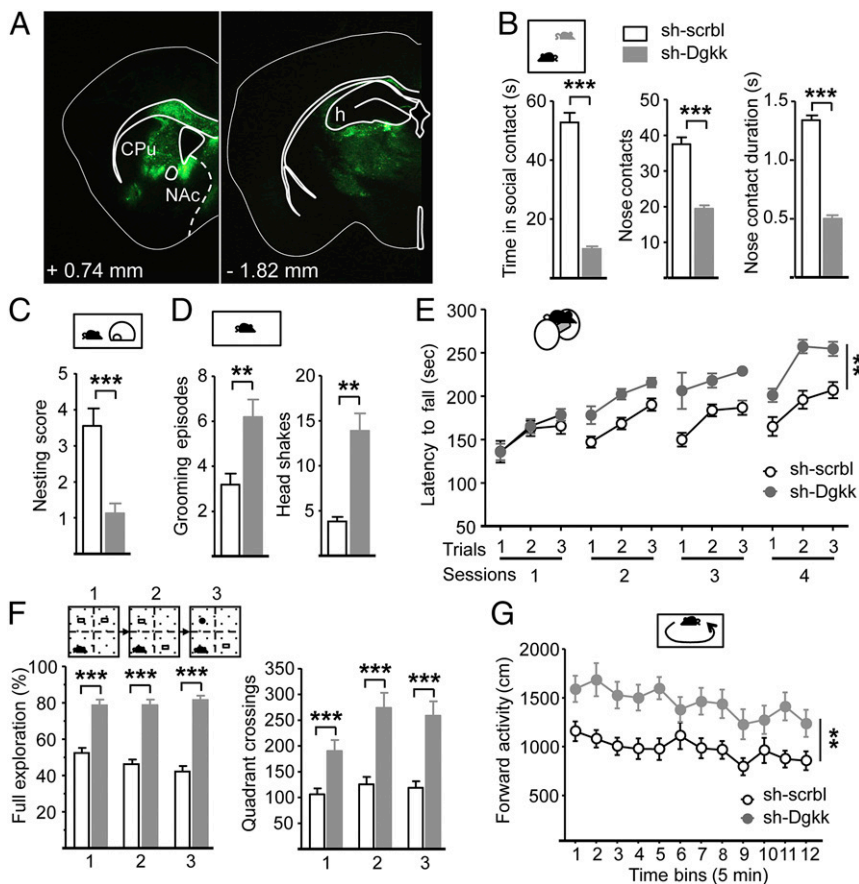 A
CPu
NAc
+ 0.74 mm
h
- 1.82 mm
B
sh-scrbl
sh-Dgkk
Time in social contact (s)
60
40
20
***
Nose contacts
40
30
20
10
0
***
Nose contact duration (s)
1.5
1.0
0.5
0
***
C
Nesting score
5
4
3
2
1
***
D
Grooming episodes
8
6
4
2
0
**
Head shakes
20
15
10
5
0
**
E
Latency to fall (sec)
300
250
200
150
100
50
**
sh-scrbl
sh-Dgkk
Trials 1 2 3 1 2 3 1 2 3 1 2 3
Sessions 1 2 3 4
F
1 2 3
Full exploration (%)
100
80
60
40
20
*** *** ***
1 2 3
Quadrant crossings
350
300
250
200
150
100
50
0
*** *** ***
1 2 3
G
Forward activity (cm)
2000
1500
1000
500
**
sh-scrbl
sh-Dgkk
1 2 3 4 5 6 7 8 9 10 11 12
Time bins (5 min)